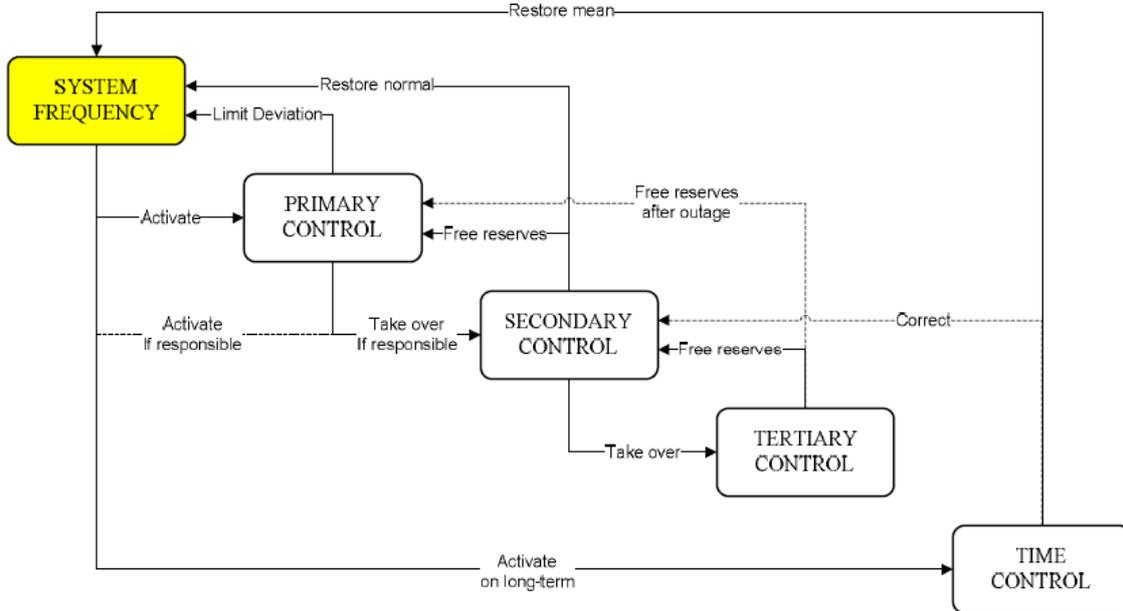 Restore mean
SYSTEM
FREQUENCY
Restore normal
Limit Deviation
PRIMARY
CONTROL
Free reserves
after outage
Activate
Free reserves
Activate
If responsible
Take over
If responsible
SECONDARY
CONTROL
Correct
Free reserves
TERTIARY
CONTROL
Take over
Activate
on long-term
TIME
CONTROL